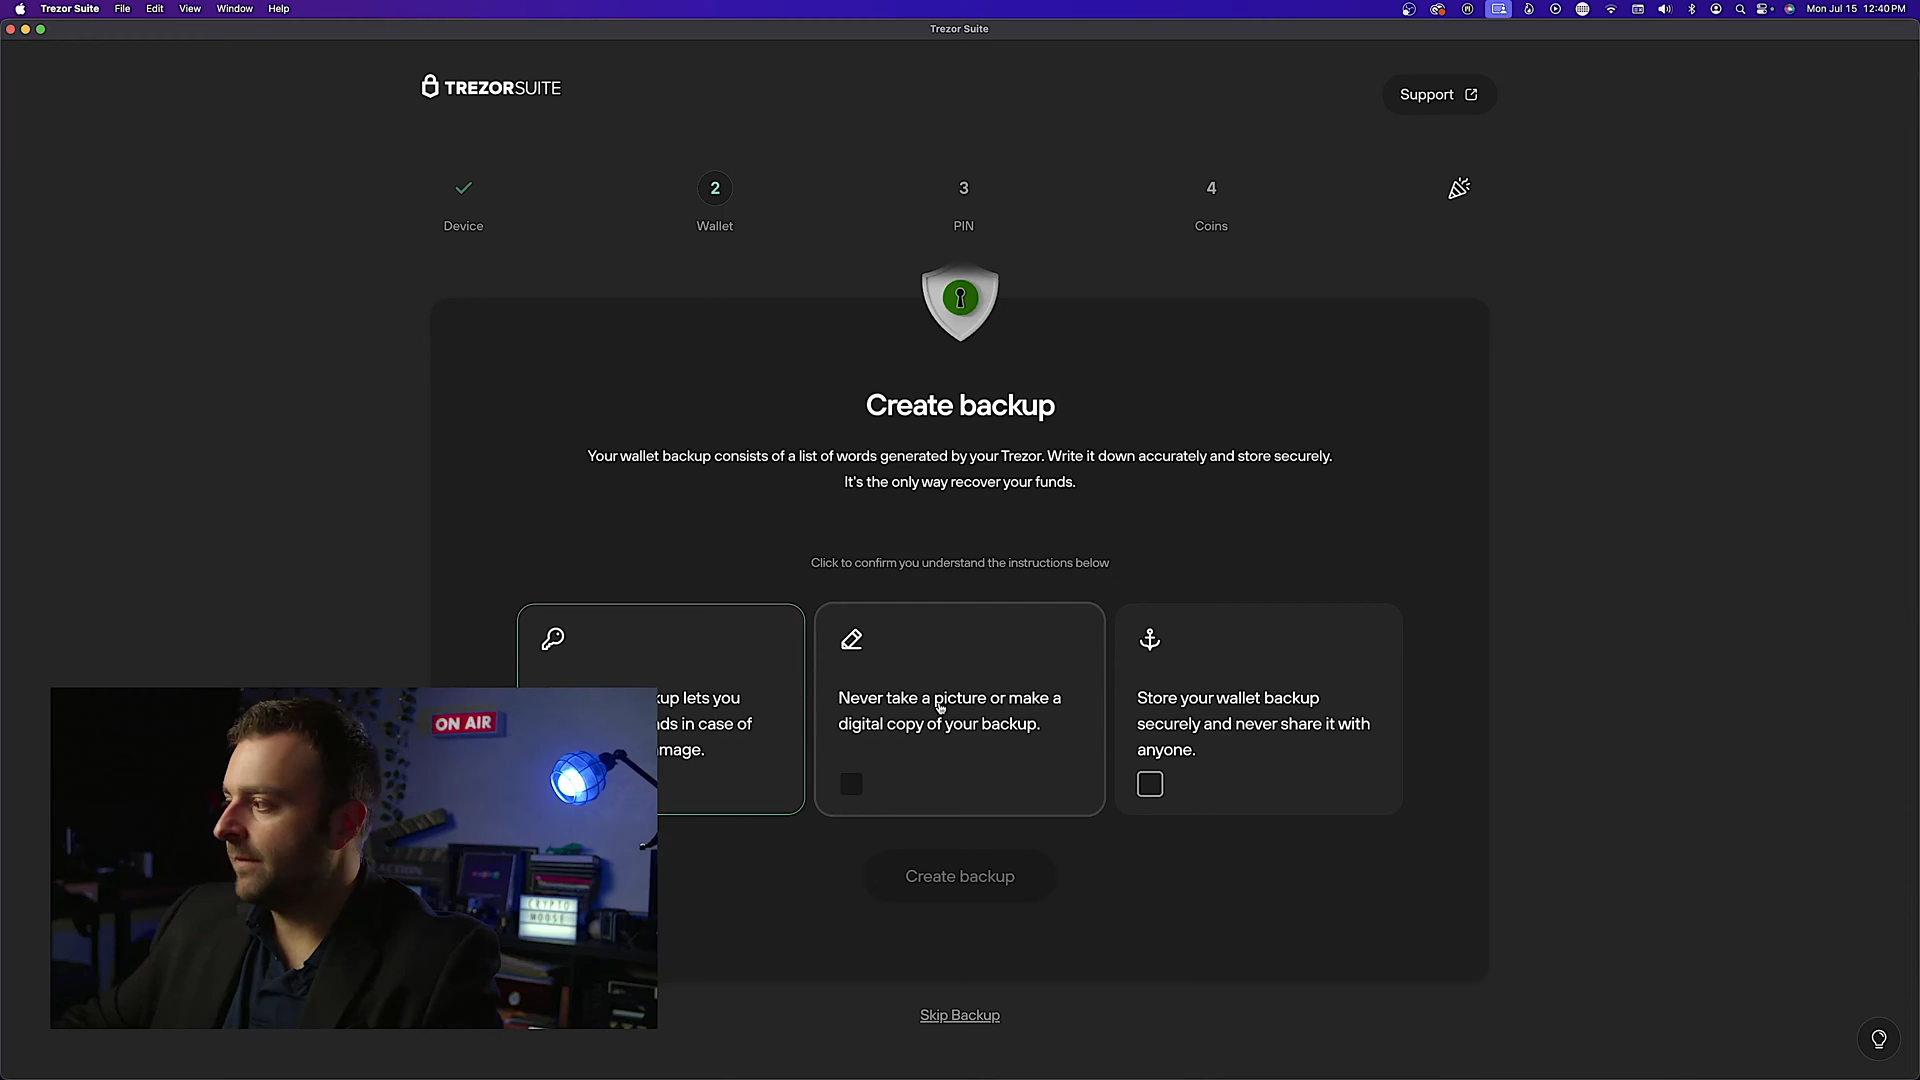 Trezor Suite File Edit View Window Help
Mon Jul 15 12:40 PM
Trezor Suite
TREZORSUITE
Support
2 3 4
Device Wallet PIN Coins
Create backup
Your wallet backup consists of a list of words generated by your Trezor. Write it down accurately and store securely.
It's the only way recover your funds.
Click to confirm you understand the instructions below
kup lets you
ds in case of
mage.
Never take a picture or make a
digital copy of your backup.
Store your wallet backup
securely and never share it with
anyone.
ON AIR
ACTION
CRYPTO
MOOSE
Create backup
Skip Backup